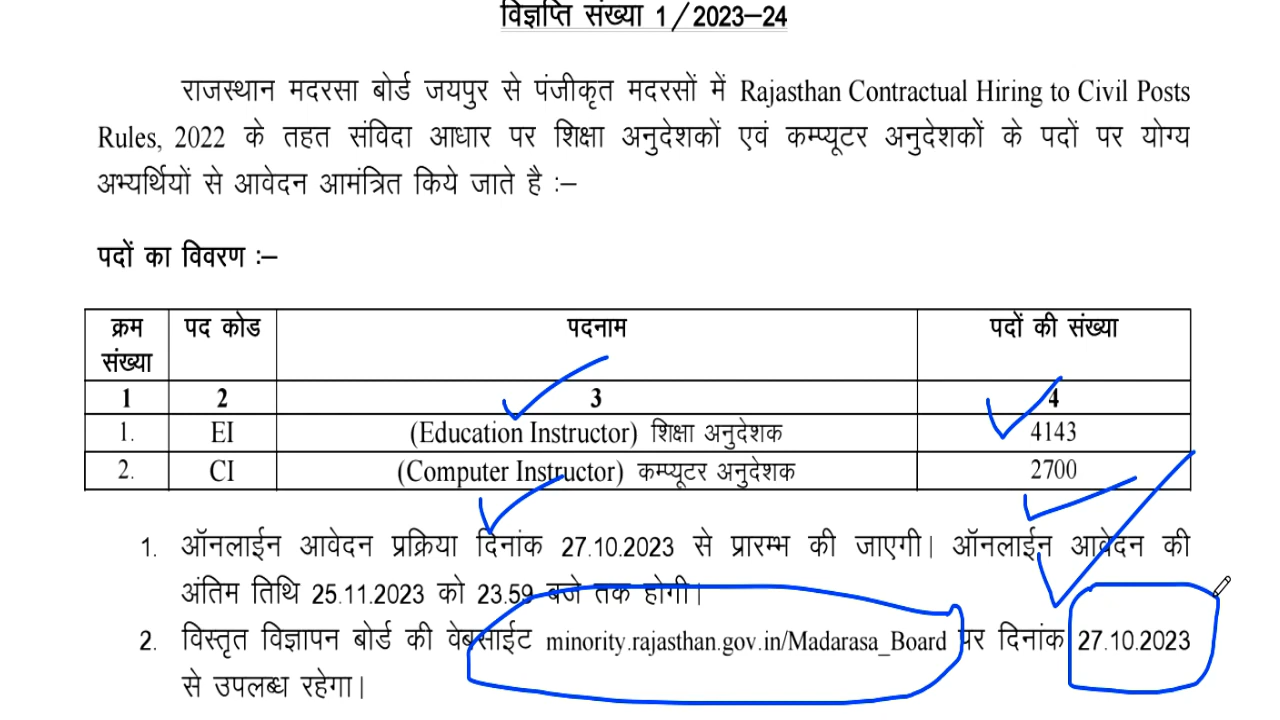 विज्ञप्ति संख्या 1/2023–24
राजस्थान मदरसा बोर्ड जयपुर से पंजीकृत मदरसों में Rajasthan Contractual Hiring to Civil Posts
Rules, 2022 के तहत संविदा आधार पर शिक्षा अनुदेशकों एवं कम्प्यूटर अनुदेशकों के पदों पर योग्य
अभ्यर्थियों से आवेदन आमंत्रित किये जाते है :–
पदों का विवरण :–
क्रम संख्या पद कोड पदनाम पदों की संख्या
1 2 3 4
1. EI (Education Instructor) शिक्षा अनुदेशक 4143
2. CI (Computer Instructor) कम्प्यूटर अनुदेशक 2700
1. ऑनलाईन आवेदन प्रक्रिया दिनांक 27.10.2023 से प्रारम्भ की जाएगी। ऑनलाईन आवेदन की
अंतिम तिथि 25.11.2023 को 23.59 बजे तक होगी।
2. विस्तृत विज्ञापन बोर्ड की वेबसाईट minority.rajasthan.gov.in/Madarasa_Board पर दिनांक 27.10.2023
से उपलब्ध रहेगा।